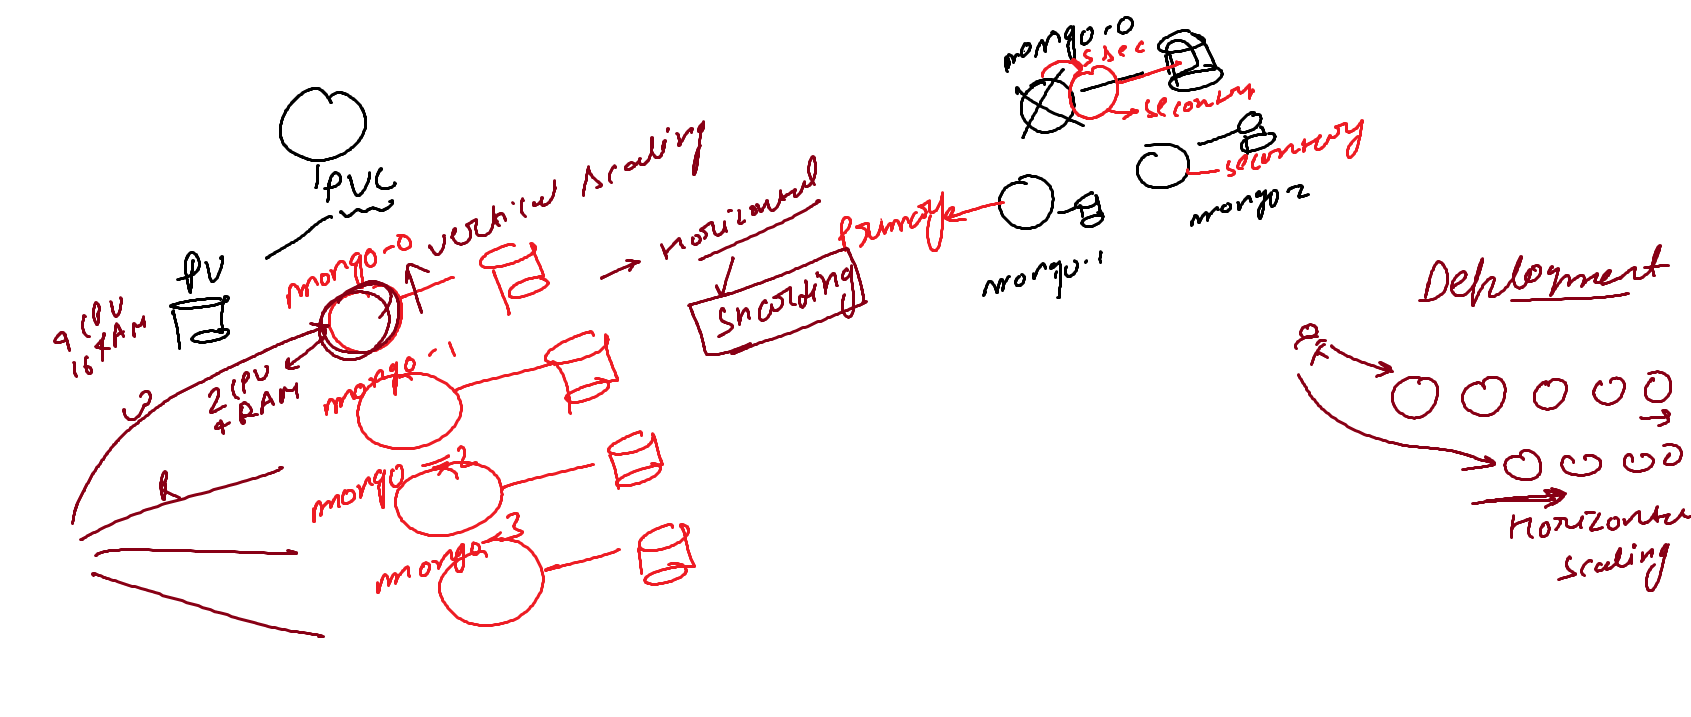 PVC
PV
4 CPU
16 RAM
mongo-0
vertical scaling
2 CPU
4 RAM
mongo-1
mongo-2
mongo-3
W
R
Horizontal
Sharding
Primary
mongo-0
5 sec
secondary
secondary
mongo-2
mongo-1
Deployment
Horizontal
scaling